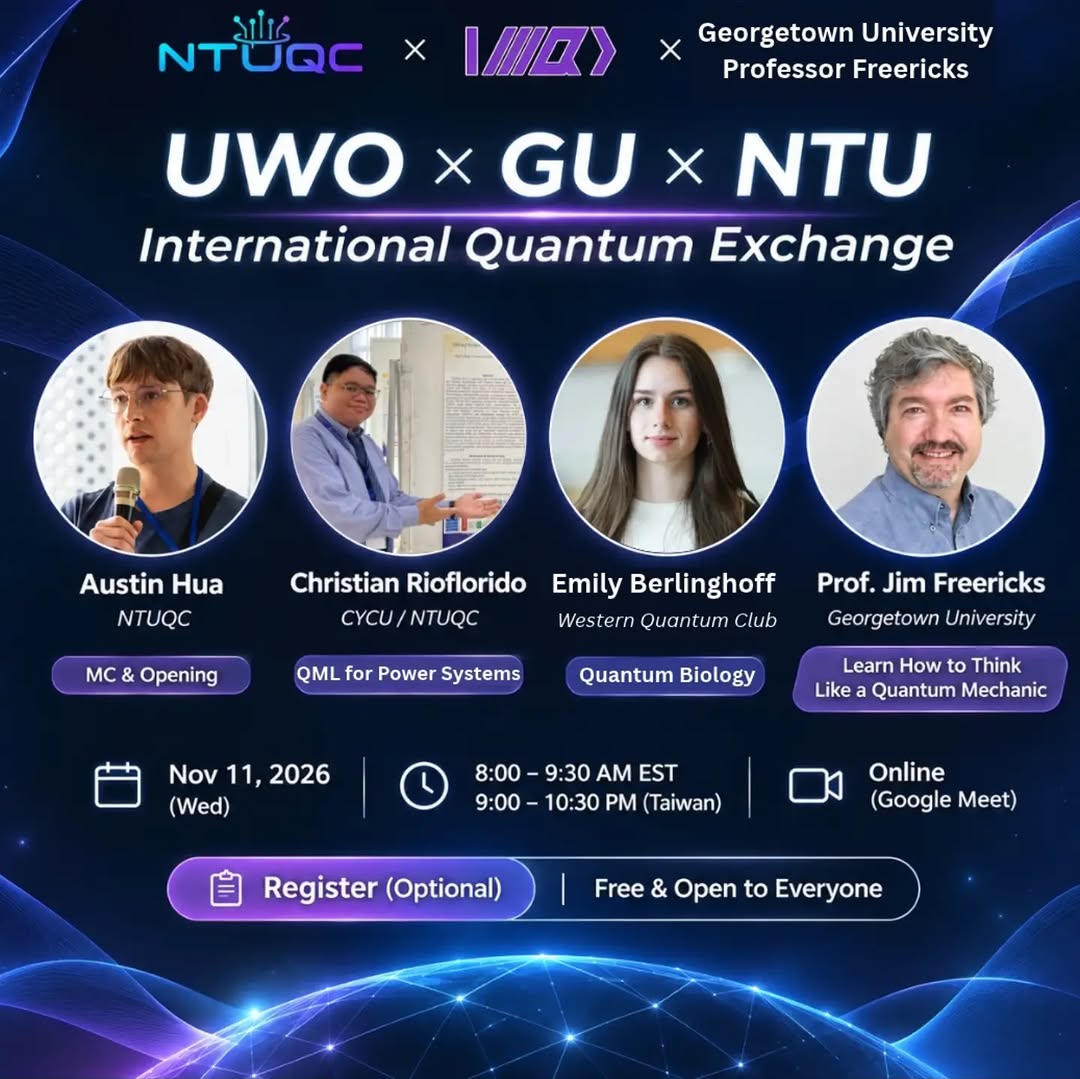 NTUQC × |WQ⟩ × Georgetown University
Professor Freericks
UWO × GU × NTU
International Quantum Exchange
Austin Hua
NTUQC
MC & Opening
Christian Rioflorido
CYCU / NTUQC
QML for Power Systems
Emily Berlinghoff
Western Quantum Club
Quantum Biology
Prof. Jim Freericks
Georgetown University
Learn How to Think
Like a Quantum Mechanic
Nov 11, 2026
(Wed)
8:00 – 9:30 AM EST
9:00 – 10:30 PM (Taiwan)
Online
(Google Meet)
Register (Optional) | Free & Open to Everyone